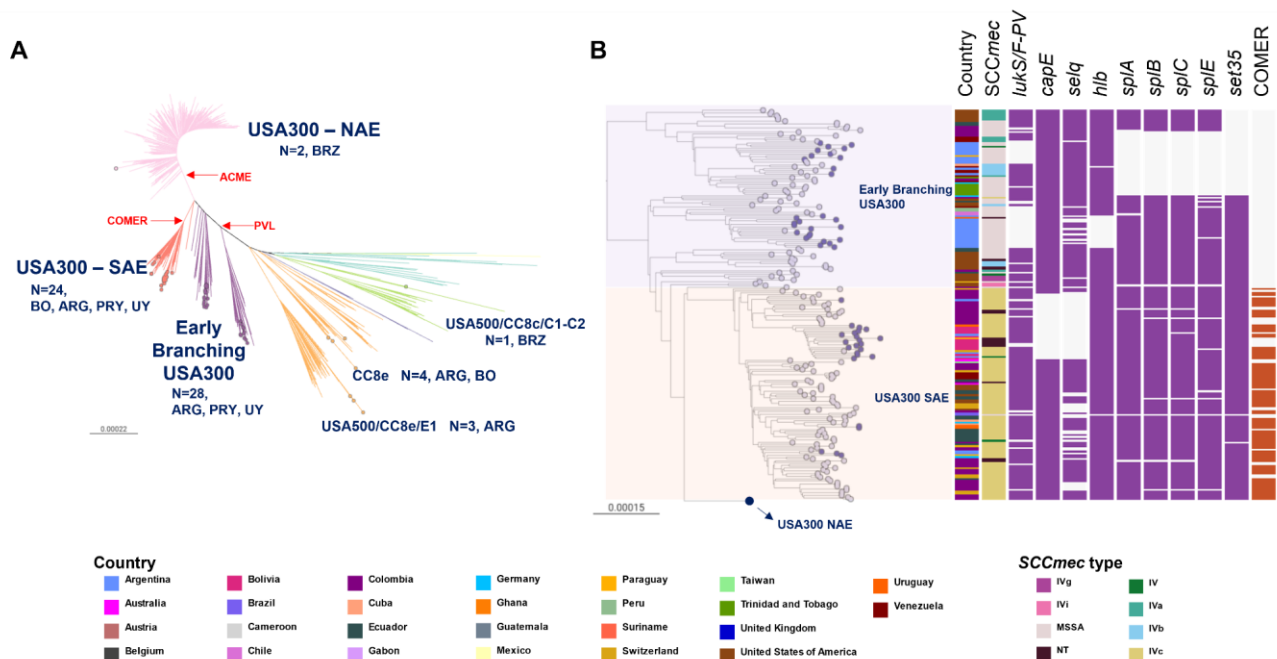 A
USA300 – NAE
N=2, BRZ
ACME
COMER
PVL
USA300 – SAE
N=24,
BO, ARG, PRY, UY
Early
Branching
USA300
N=28,
ARG, PRY, UY
USA500/CC8c/C1-C2
N=1, BRZ
CC8e N=4, ARG, BO
USA500/CC8e/E1 N=3, ARG
0.00022
B
Country
SCCmec
lukS/F-PV
capE
selq
hlb
splA
splB
splC
splE
set35
COMER
Early Branching
USA300
USA300 SAE
0.00015
USA300 NAE
Country
Argentina
Australia
Austria
Belgium
Bolivia
Brazil
Cameroon
Chile
Colombia
Cuba
Ecuador
Gabon
Germany
Ghana
Guatemala
Mexico
Paraguay
Peru
Suriname
Switzerland
Taiwan
Trinidad and Tobago
United Kingdom
United States of America
Uruguay
Venezuela
SCCmec type
IVg
IVi
MSSA
NT
IV
IVa
IVb
IVc